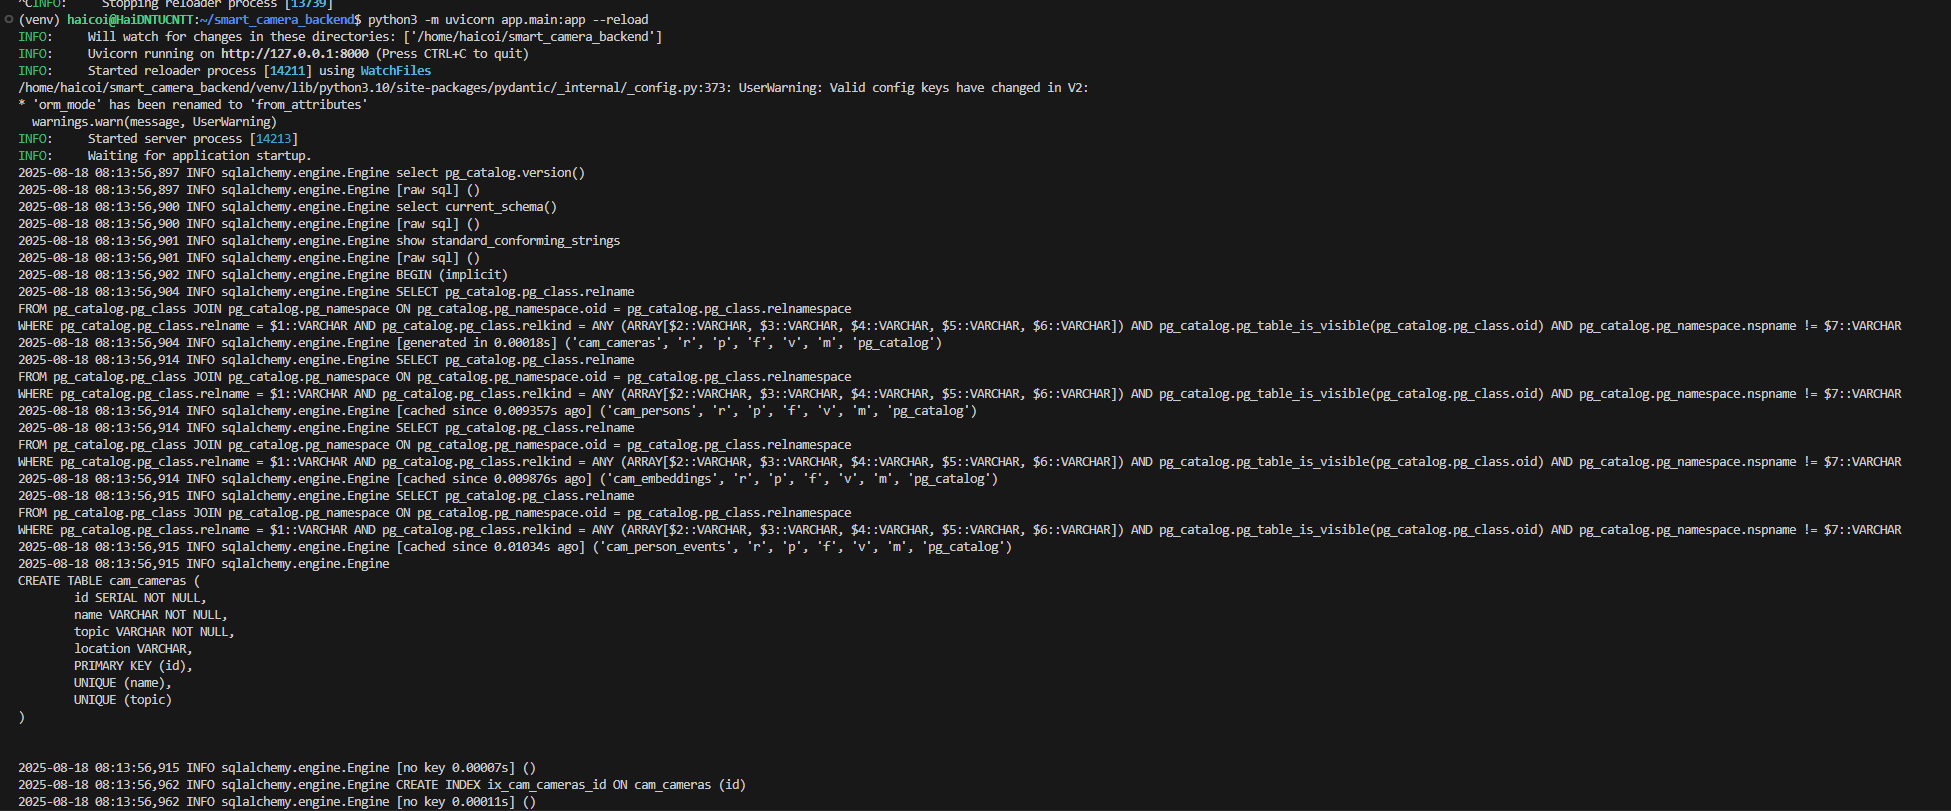 ^CINFO:     Stopping reloader process [13739]
(venv) haicoi@HaiDNTUCNTT:~/smart_camera_backend$ python3 -m uvicorn app.main:app --reload
INFO:     Will watch for changes in these directories: ['/home/haicoi/smart_camera_backend']
INFO:     Uvicorn running on http://127.0.0.1:8000 (Press CTRL+C to quit)
INFO:     Started reloader process [14211] using WatchFiles
/home/haicoi/smart_camera_backend/venv/lib/python3.10/site-packages/pydantic/_internal/_config.py:373: UserWarning: Valid config keys have changed in V2:
* 'orm_mode' has been renamed to 'from_attributes'
  warnings.warn(message, UserWarning)
INFO:     Started server process [14213]
INFO:     Waiting for application startup.
2025-08-18 08:13:56,897 INFO sqlalchemy.engine.Engine select pg_catalog.version()
2025-08-18 08:13:56,897 INFO sqlalchemy.engine.Engine [raw sql] ()
2025-08-18 08:13:56,900 INFO sqlalchemy.engine.Engine select current_schema()
2025-08-18 08:13:56,900 INFO sqlalchemy.engine.Engine [raw sql] ()
2025-08-18 08:13:56,901 INFO sqlalchemy.engine.Engine show standard_conforming_strings
2025-08-18 08:13:56,901 INFO sqlalchemy.engine.Engine [raw sql] ()
2025-08-18 08:13:56,902 INFO sqlalchemy.engine.Engine BEGIN (implicit)
2025-08-18 08:13:56,904 INFO sqlalchemy.engine.Engine SELECT pg_catalog.pg_class.relname
FROM pg_catalog.pg_class JOIN pg_catalog.pg_namespace ON pg_catalog.pg_namespace.oid = pg_catalog.pg_class.relnamespace
WHERE pg_catalog.pg_class.relname = $1::VARCHAR AND pg_catalog.pg_class.relkind = ANY (ARRAY[$2::VARCHAR, $3::VARCHAR, $4::VARCHAR, $5::VARCHAR, $6::VARCHAR]) AND pg_catalog.pg_table_is_visible(pg_catalog.pg_class.oid) AND pg_catalog.pg_namespace.nspname != $7::VARCHAR
2025-08-18 08:13:56,904 INFO sqlalchemy.engine.Engine [generated in 0.00018s] ('cam_cameras', 'r', 'p', 'f', 'v', 'm', 'pg_catalog')
2025-08-18 08:13:56,914 INFO sqlalchemy.engine.Engine SELECT pg_catalog.pg_class.relname
FROM pg_catalog.pg_class JOIN pg_catalog.pg_namespace ON pg_catalog.pg_namespace.oid = pg_catalog.pg_class.relnamespace
WHERE pg_catalog.pg_class.relname = $1::VARCHAR AND pg_catalog.pg_class.relkind = ANY (ARRAY[$2::VARCHAR, $3::VARCHAR, $4::VARCHAR, $5::VARCHAR, $6::VARCHAR]) AND pg_catalog.pg_table_is_visible(pg_catalog.pg_class.oid) AND pg_catalog.pg_namespace.nspname != $7::VARCHAR
2025-08-18 08:13:56,914 INFO sqlalchemy.engine.Engine [cached since 0.009357s ago] ('cam_persons', 'r', 'p', 'f', 'v', 'm', 'pg_catalog')
2025-08-18 08:13:56,914 INFO sqlalchemy.engine.Engine SELECT pg_catalog.pg_class.relname
FROM pg_catalog.pg_class JOIN pg_catalog.pg_namespace ON pg_catalog.pg_namespace.oid = pg_catalog.pg_class.relnamespace
WHERE pg_catalog.pg_class.relname = $1::VARCHAR AND pg_catalog.pg_class.relkind = ANY (ARRAY[$2::VARCHAR, $3::VARCHAR, $4::VARCHAR, $5::VARCHAR, $6::VARCHAR]) AND pg_catalog.pg_table_is_visible(pg_catalog.pg_class.oid) AND pg_catalog.pg_namespace.nspname != $7::VARCHAR
2025-08-18 08:13:56,914 INFO sqlalchemy.engine.Engine [cached since 0.009876s ago] ('cam_embeddings', 'r', 'p', 'f', 'v', 'm', 'pg_catalog')
2025-08-18 08:13:56,915 INFO sqlalchemy.engine.Engine SELECT pg_catalog.pg_class.relname
FROM pg_catalog.pg_class JOIN pg_catalog.pg_namespace ON pg_catalog.pg_namespace.oid = pg_catalog.pg_class.relnamespace
WHERE pg_catalog.pg_class.relname = $1::VARCHAR AND pg_catalog.pg_class.relkind = ANY (ARRAY[$2::VARCHAR, $3::VARCHAR, $4::VARCHAR, $5::VARCHAR, $6::VARCHAR]) AND pg_catalog.pg_table_is_visible(pg_catalog.pg_class.oid) AND pg_catalog.pg_namespace.nspname != $7::VARCHAR
2025-08-18 08:13:56,915 INFO sqlalchemy.engine.Engine [cached since 0.01034s ago] ('cam_person_events', 'r', 'p', 'f', 'v', 'm', 'pg_catalog')
2025-08-18 08:13:56,915 INFO sqlalchemy.engine.Engine
CREATE TABLE cam_cameras (
        id SERIAL NOT NULL,
        name VARCHAR NOT NULL,
        topic VARCHAR NOT NULL,
        location VARCHAR,
        PRIMARY KEY (id),
        UNIQUE (name),
        UNIQUE (topic)
)
2025-08-18 08:13:56,915 INFO sqlalchemy.engine.Engine [no key 0.00007s] ()
2025-08-18 08:13:56,962 INFO sqlalchemy.engine.Engine CREATE INDEX ix_cam_cameras_id ON cam_cameras (id)
2025-08-18 08:13:56,962 INFO sqlalchemy.engine.Engine [no key 0.00011s] ()